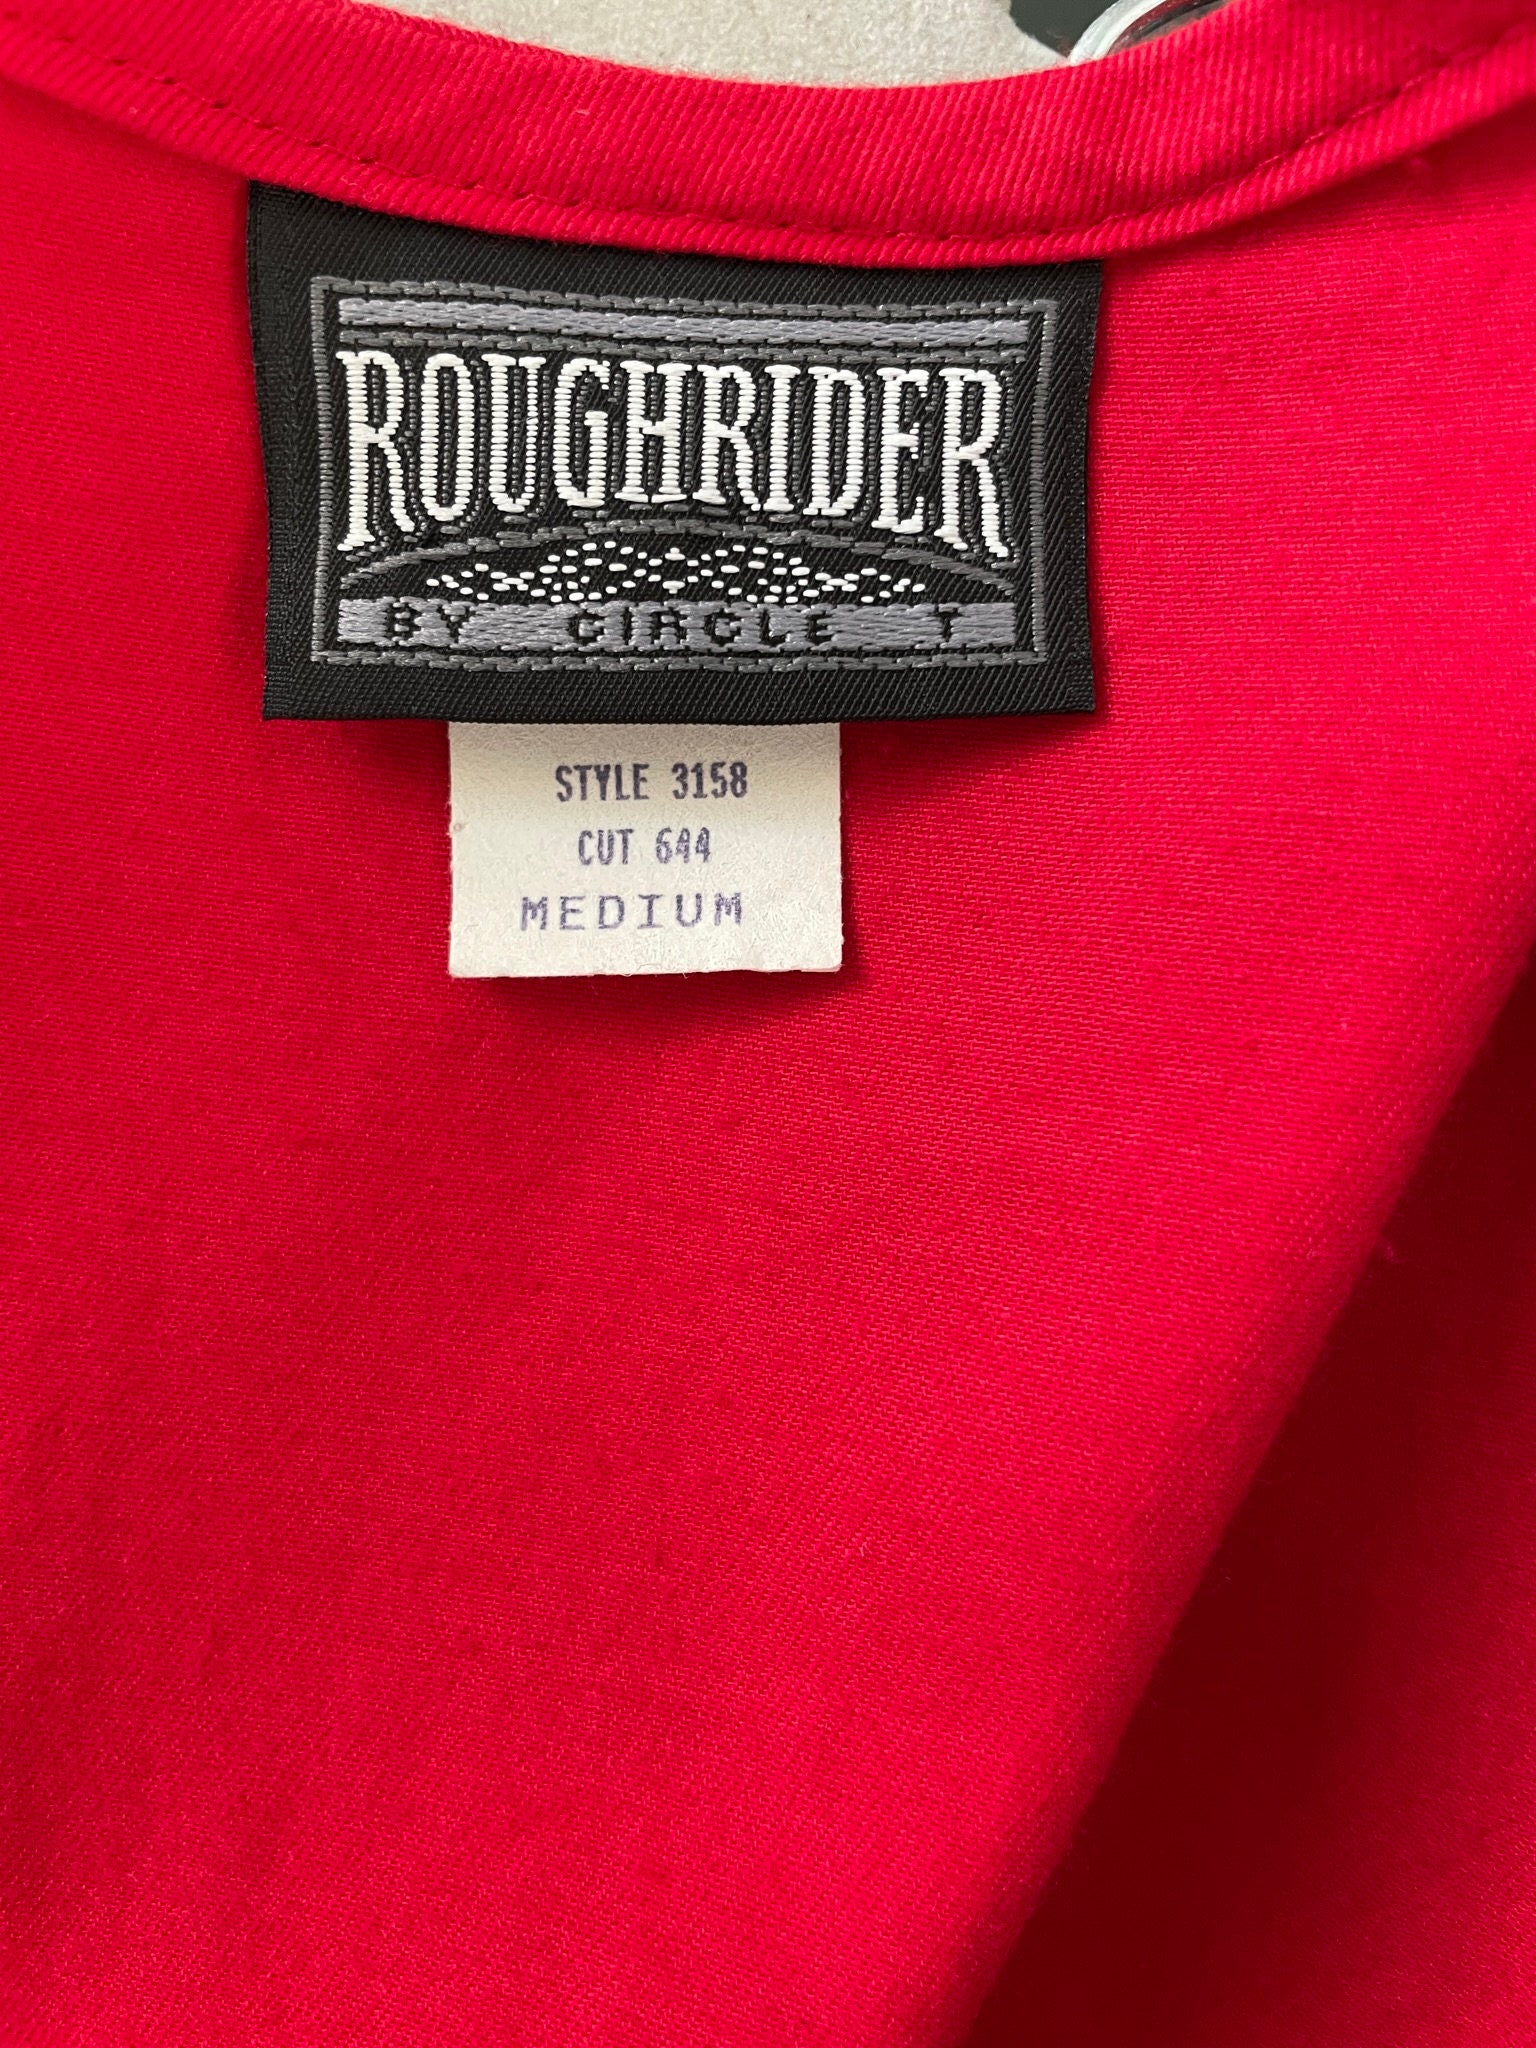 ROUGHRIDER
BY CIRCLE T
STYLE 3158
CUT 644
MEDIUM